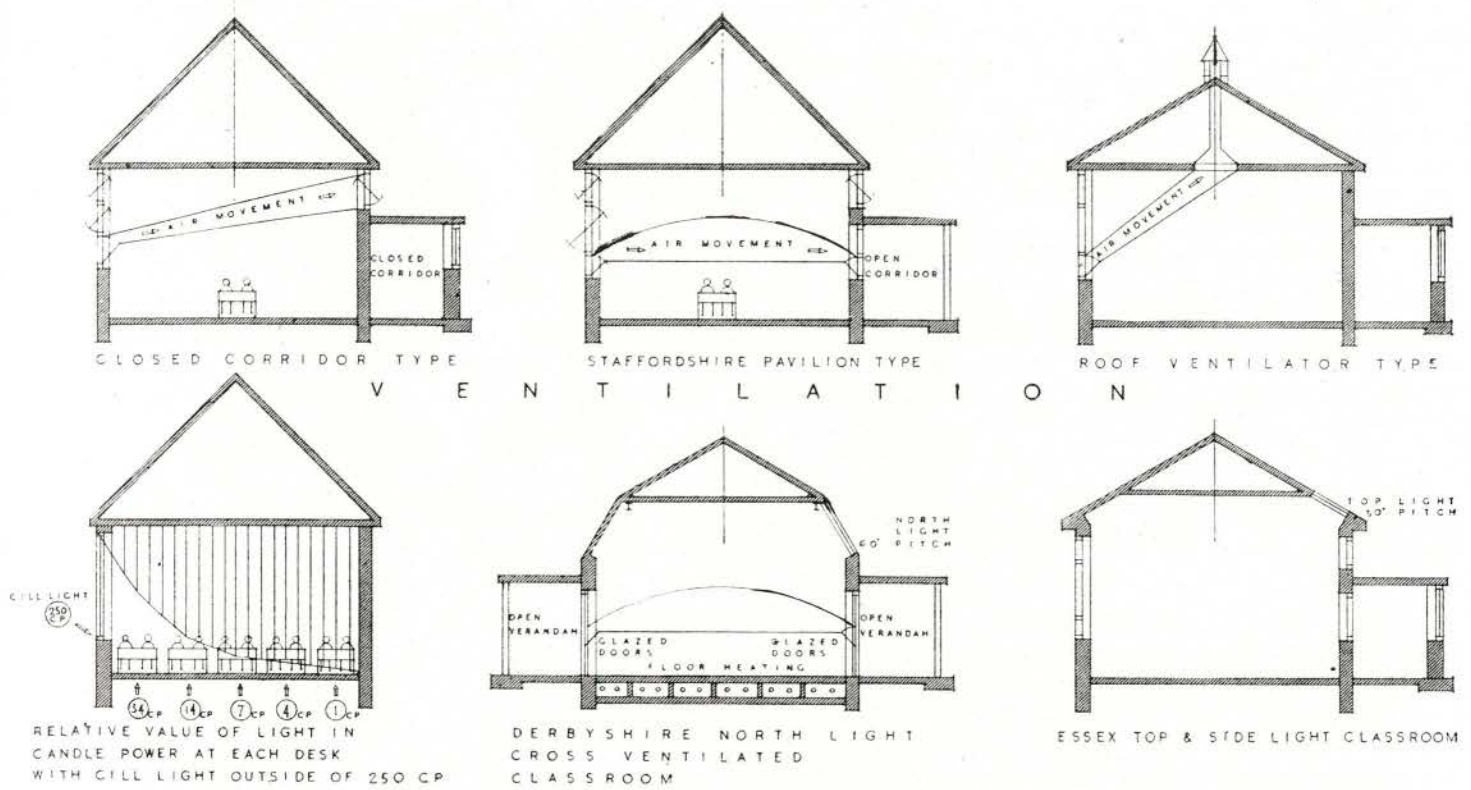 AIR MOVEMENT
CLOSED
CORRIDOR
CLOSED CORRIDOR TYPE
AIR MOVEMENT
OPEN
CORRIDOR
STAFFORDSHIRE PAVILION TYPE
AIR MOVEMENT
ROOF VENTILATOR TYPE
VENTILATION
CILL LIGHT
250
CP
54 CP
14 CP
7 CP
4 CP
1 CP
RELATIVE VALUE OF LIGHT IN
CANDLE POWER AT EACH DESK
WITH CILL LIGHT OUTSIDE OF 250 CP
NORTH
LIGHT
60° PITCH
OPEN
VERANDAH
OPEN
VERANDAH
GLAZED
DOORS
GLAZED
DOORS
FLOOR HEATING
DERBYSHIRE NORTH LIGHT
CROSS VENTILATED
CLASSROOM
TOP LIGHT
30° PITCH
ESSEX TOP & SIDE LIGHT CLASSROOM